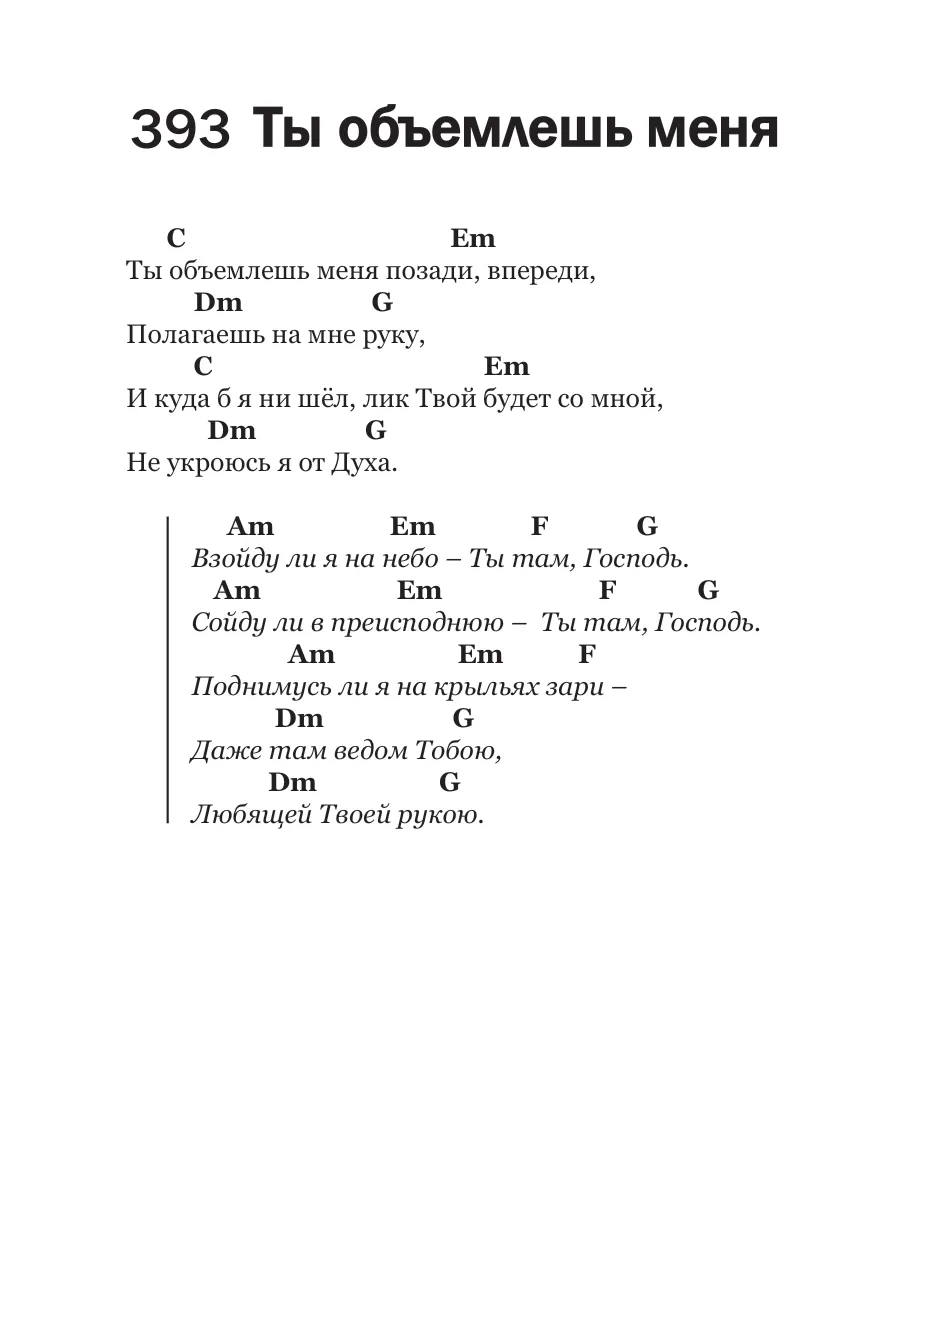 393 Ты объемлешь меня
C Em
Ты объемлешь меня позади, впереди,
Dm G
Полагаешь на мне руку,
C Em
И куда б я ни шёл, лик Твой будет со мной,
Dm G
Не укроюсь я от Духа.
Am Em F G
Взойду ли я на небо – Ты там, Господь.
Am Em F G
Сойду ли в преисподнюю – Ты там, Господь.
Am Em F
Поднимусь ли я на крыльях зари –
Dm G
Даже там ведом Тобою,
Dm G
Любящей Твоей рукою.